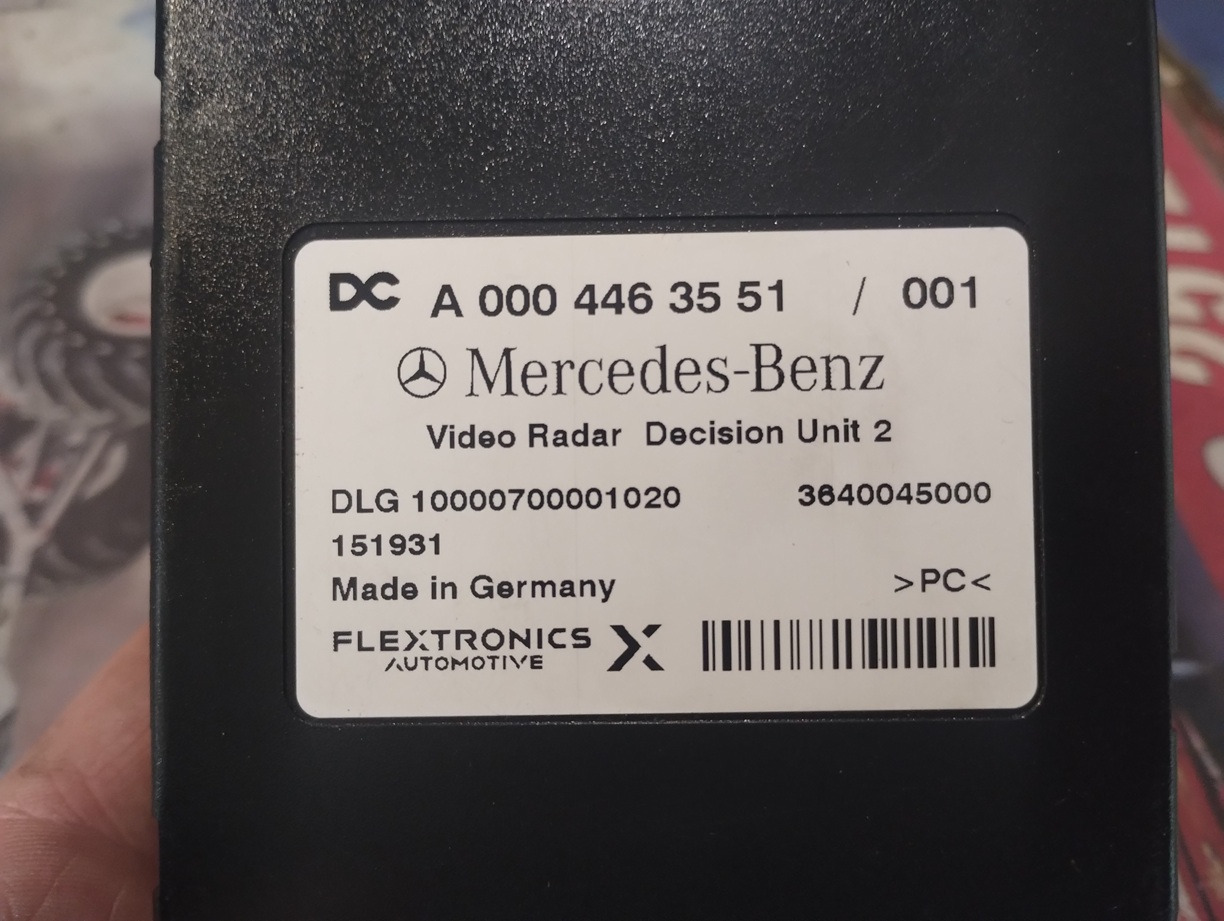 DC A 000 446 35 51 / 001
Mercedes-Benz
Video Radar Decision Unit 2
DLG 10000700001020 3640045000
151931
Made in Germany >PC<
FLEXTRONICS X
AUTOMOTIVE